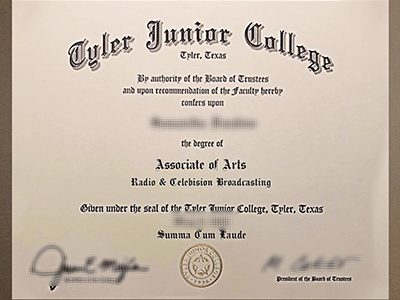 Tyler Junior College
Tyler, Texas
By authority of the Board of Trustees
and upon recommendation of the Faculty hereby
confers upon
the degree of
Associate of Arts
Radio & Celebision Broadcasting
Given under the seal of the Tyler Junior College, Tyler, Texas
Summa Cum Laude
President of the Board of Trustees